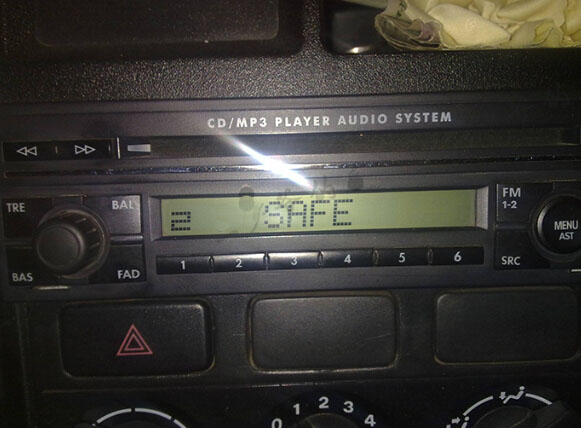 CD/MP3 PLAYER AUDIO SYSTEM
TRE
BAL
BAS
FAD
2 SAFE
FM
1-2
MENU
AST
SRC
1 2 3 4 5 6
0 1 2 3 4